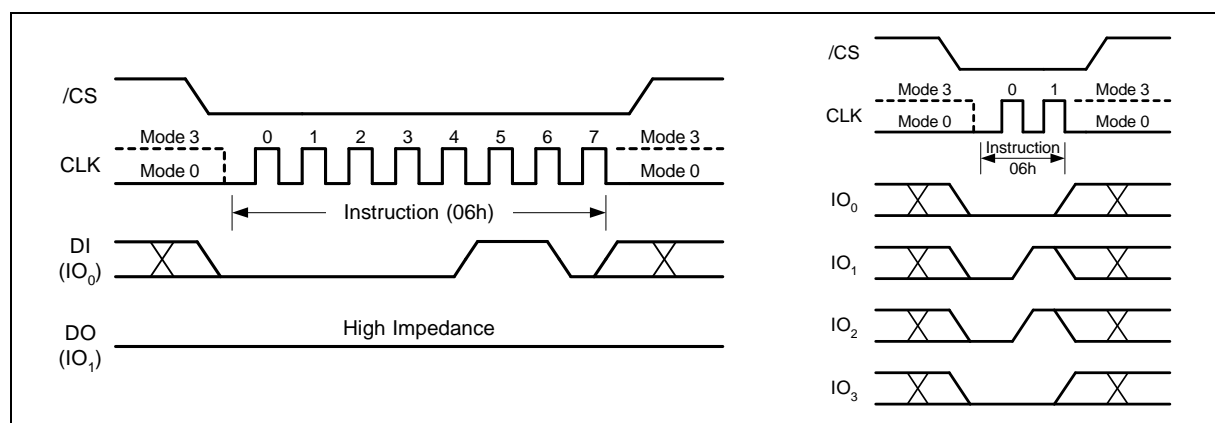 /CS
Mode 3 0 1 2 3 4 5 6 7 Mode 3
CLK Mode 0 Mode 0
Instruction (06h)
DI
(IO0)
High Impedance
DO
(IO1)
/CS
Mode 3 0 1 Mode 3
CLK Mode 0 Mode 0
Instruction
06h
IO0
IO1
IO2
IO3